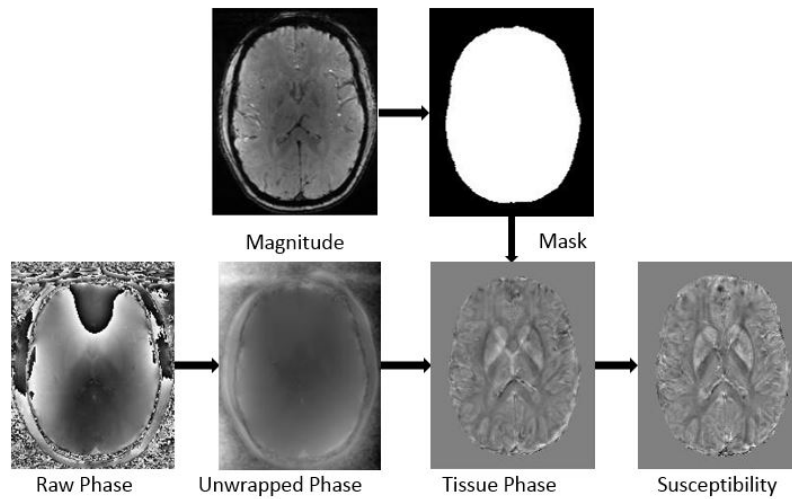 Magnitude
Mask
Raw Phase
Unwrapped Phase
Tissue Phase
Susceptibility